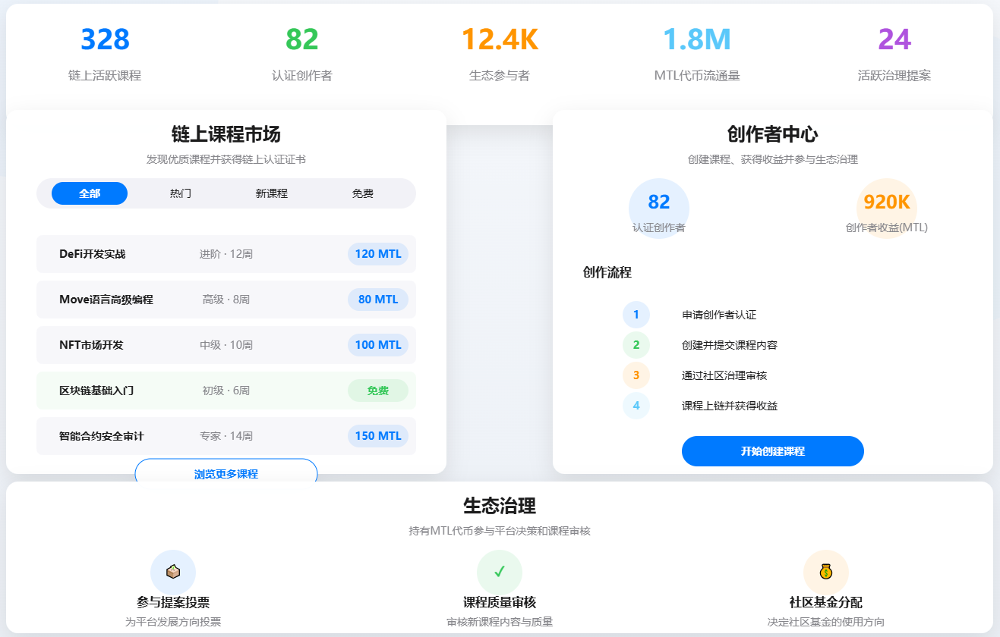 328
82
12.4K
1.8M
24
链上活跃课程
认证创作者
生态参与者
MTL代币流通量
活跃治理提案
链上课程市场
发现优质课程并获得链上认证证书
全部
热门
新课程
免费
DeFi开发实战
进阶 · 12周
120 MTL
Move语言高级编程
高级 · 8周
80 MTL
NFT市场开发
中级 · 10周
100 MTL
区块链基础入门
初级 · 6周
免费
智能合约安全审计
专家 · 14周
150 MTL
浏览更多课程
创作者中心
创建课程、获得收益并参与生态治理
82
认证创作者
920K
创作者收益(MTL)
创作流程
1
申请创作者认证
2
创建并提交课程内容
3
通过社区治理审核
4
课程上链并获得收益
开始创建课程
生态治理
持有MTL代币参与平台决策和课程审核
参与提案投票
为平台发展方向投票
课程质量审核
审核新课程内容与质量
社区基金分配
决定社区基金的使用方向